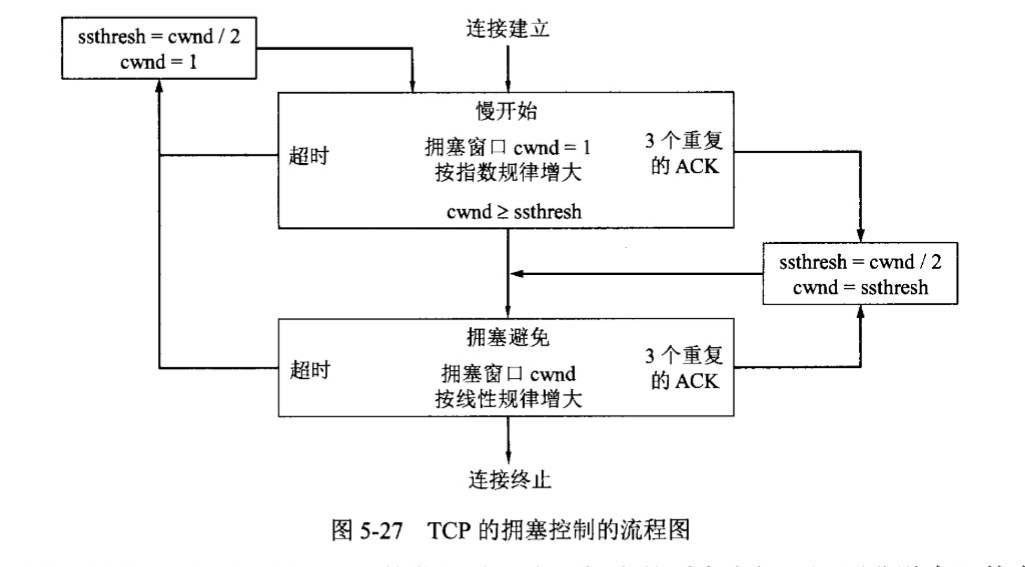 ssthresh = cwnd / 2
cwnd = 1
连接建立
慢开始
超时
拥塞窗口 cwnd = 1
按指数规律增大
3 个重复
的 ACK
cwnd ≥ ssthresh
ssthresh = cwnd / 2
cwnd = ssthresh
拥塞避免
超时
拥塞窗口 cwnd
按线性规律增大
3 个重复
的 ACK
连接终止
图 5-27 TCP 的拥塞控制的流程图